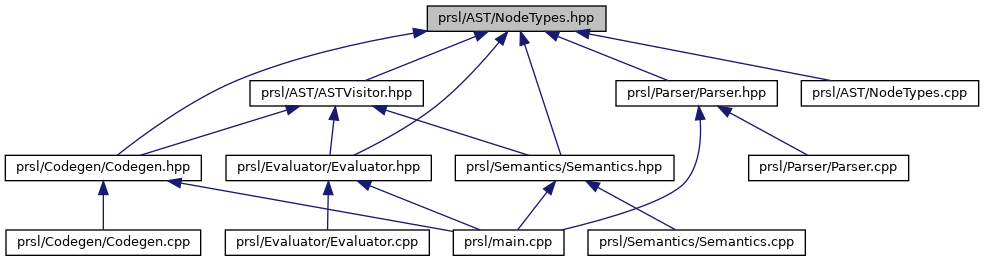 prsl/AST/NodeTypes.hpp
prsl/AST/ASTVisitor.hpp
prsl/Parser/Parser.hpp
prsl/AST/NodeTypes.cpp
prsl/Codegen/Codegen.hpp
prsl/Evaluator/Evaluator.hpp
prsl/Semantics/Semantics.hpp
prsl/Parser/Parser.cpp
prsl/Codegen/Codegen.cpp
prsl/Evaluator/Evaluator.cpp
prsl/main.cpp
prsl/Semantics/Semantics.cpp